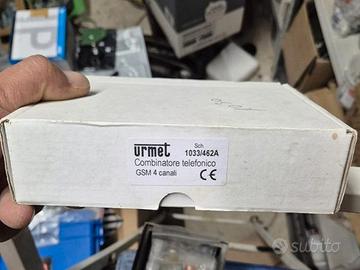 urmet
Sch.
1033/462A
Combinatore telefonico
GSM 4 canali
CE
subito